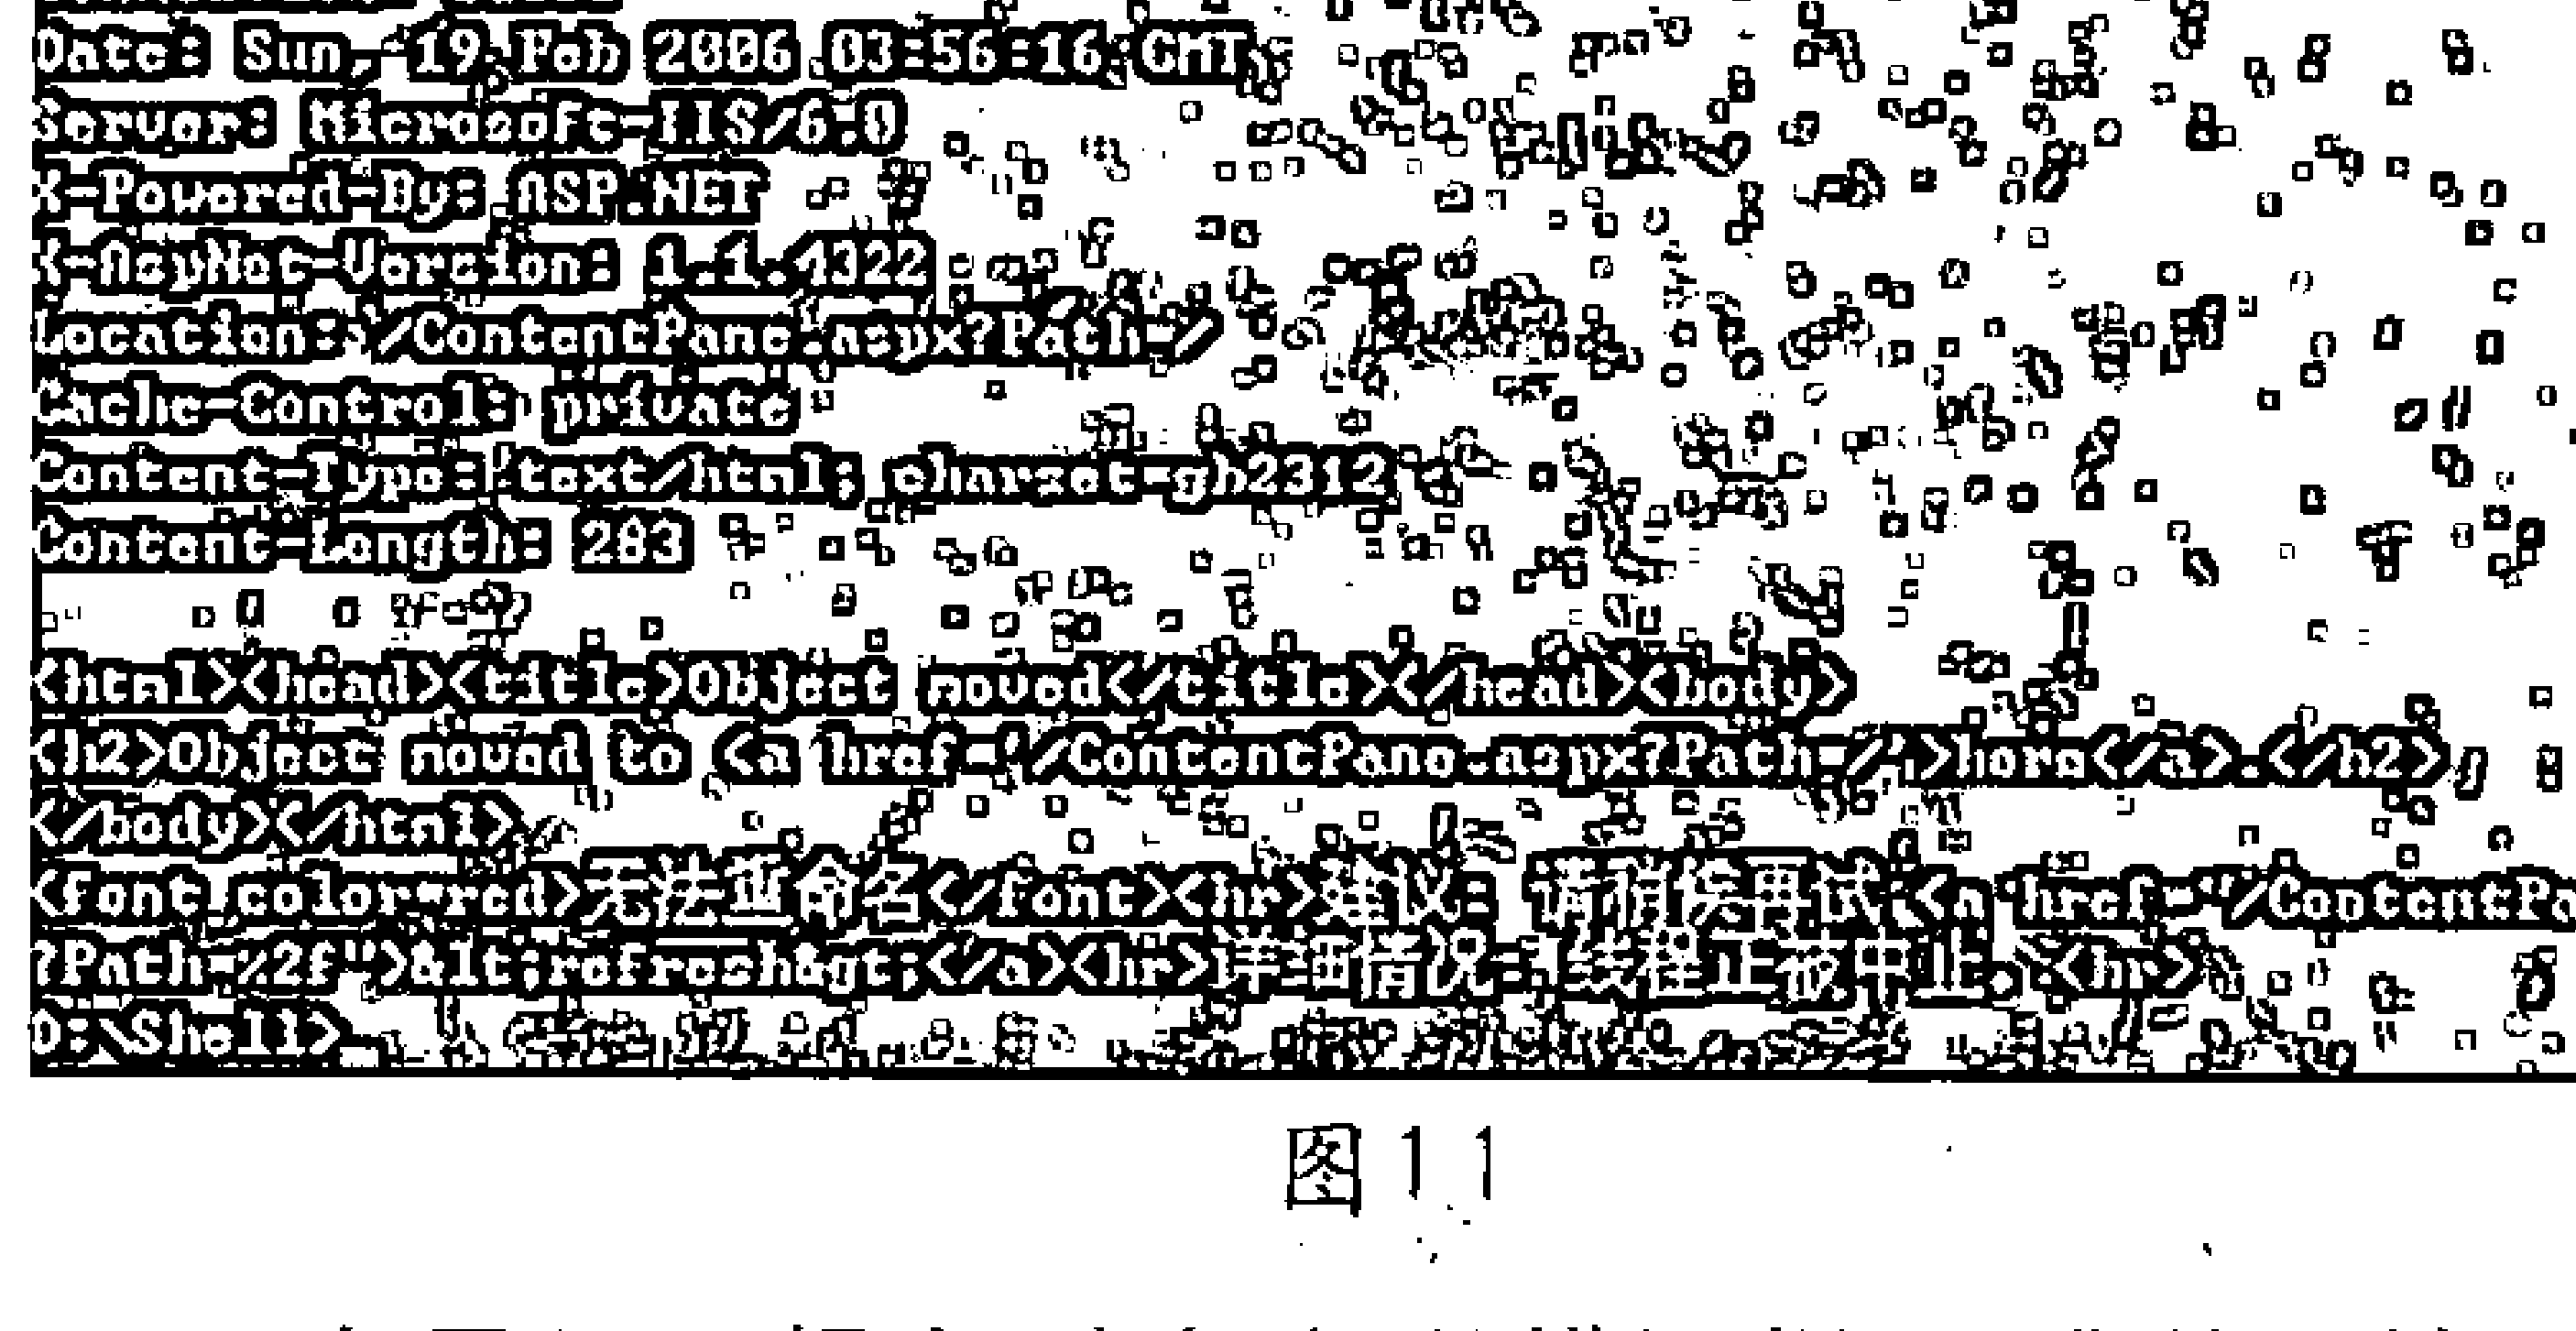 Date: Sun, 19 Feb 2006 03:56:16 GMT
Server: Microsoft-IIS/6.0
X-Powered-By: ASP.NET
X-AspNet-Version: 1.1.4322
Location: /ContentPane.aspx?Path=/
Cache-Control: private
Content-Type: text/html; charset=gb2312
Content-Length: 283
<html><head><title>Object moved</title></head><body>
<h2>Object moved to <a href='/ContentPane.aspx?Path=/'>here</a>.</h2>
</body></html>
<font color=red>无法重命名</font><hr>建议: 请稍候再试<a href="/ContentPa
?Path=%2f">&lt;refresh&gt;</a><hr>详细情况: 线程正被中止。<hr>
D:\Shell>
图11